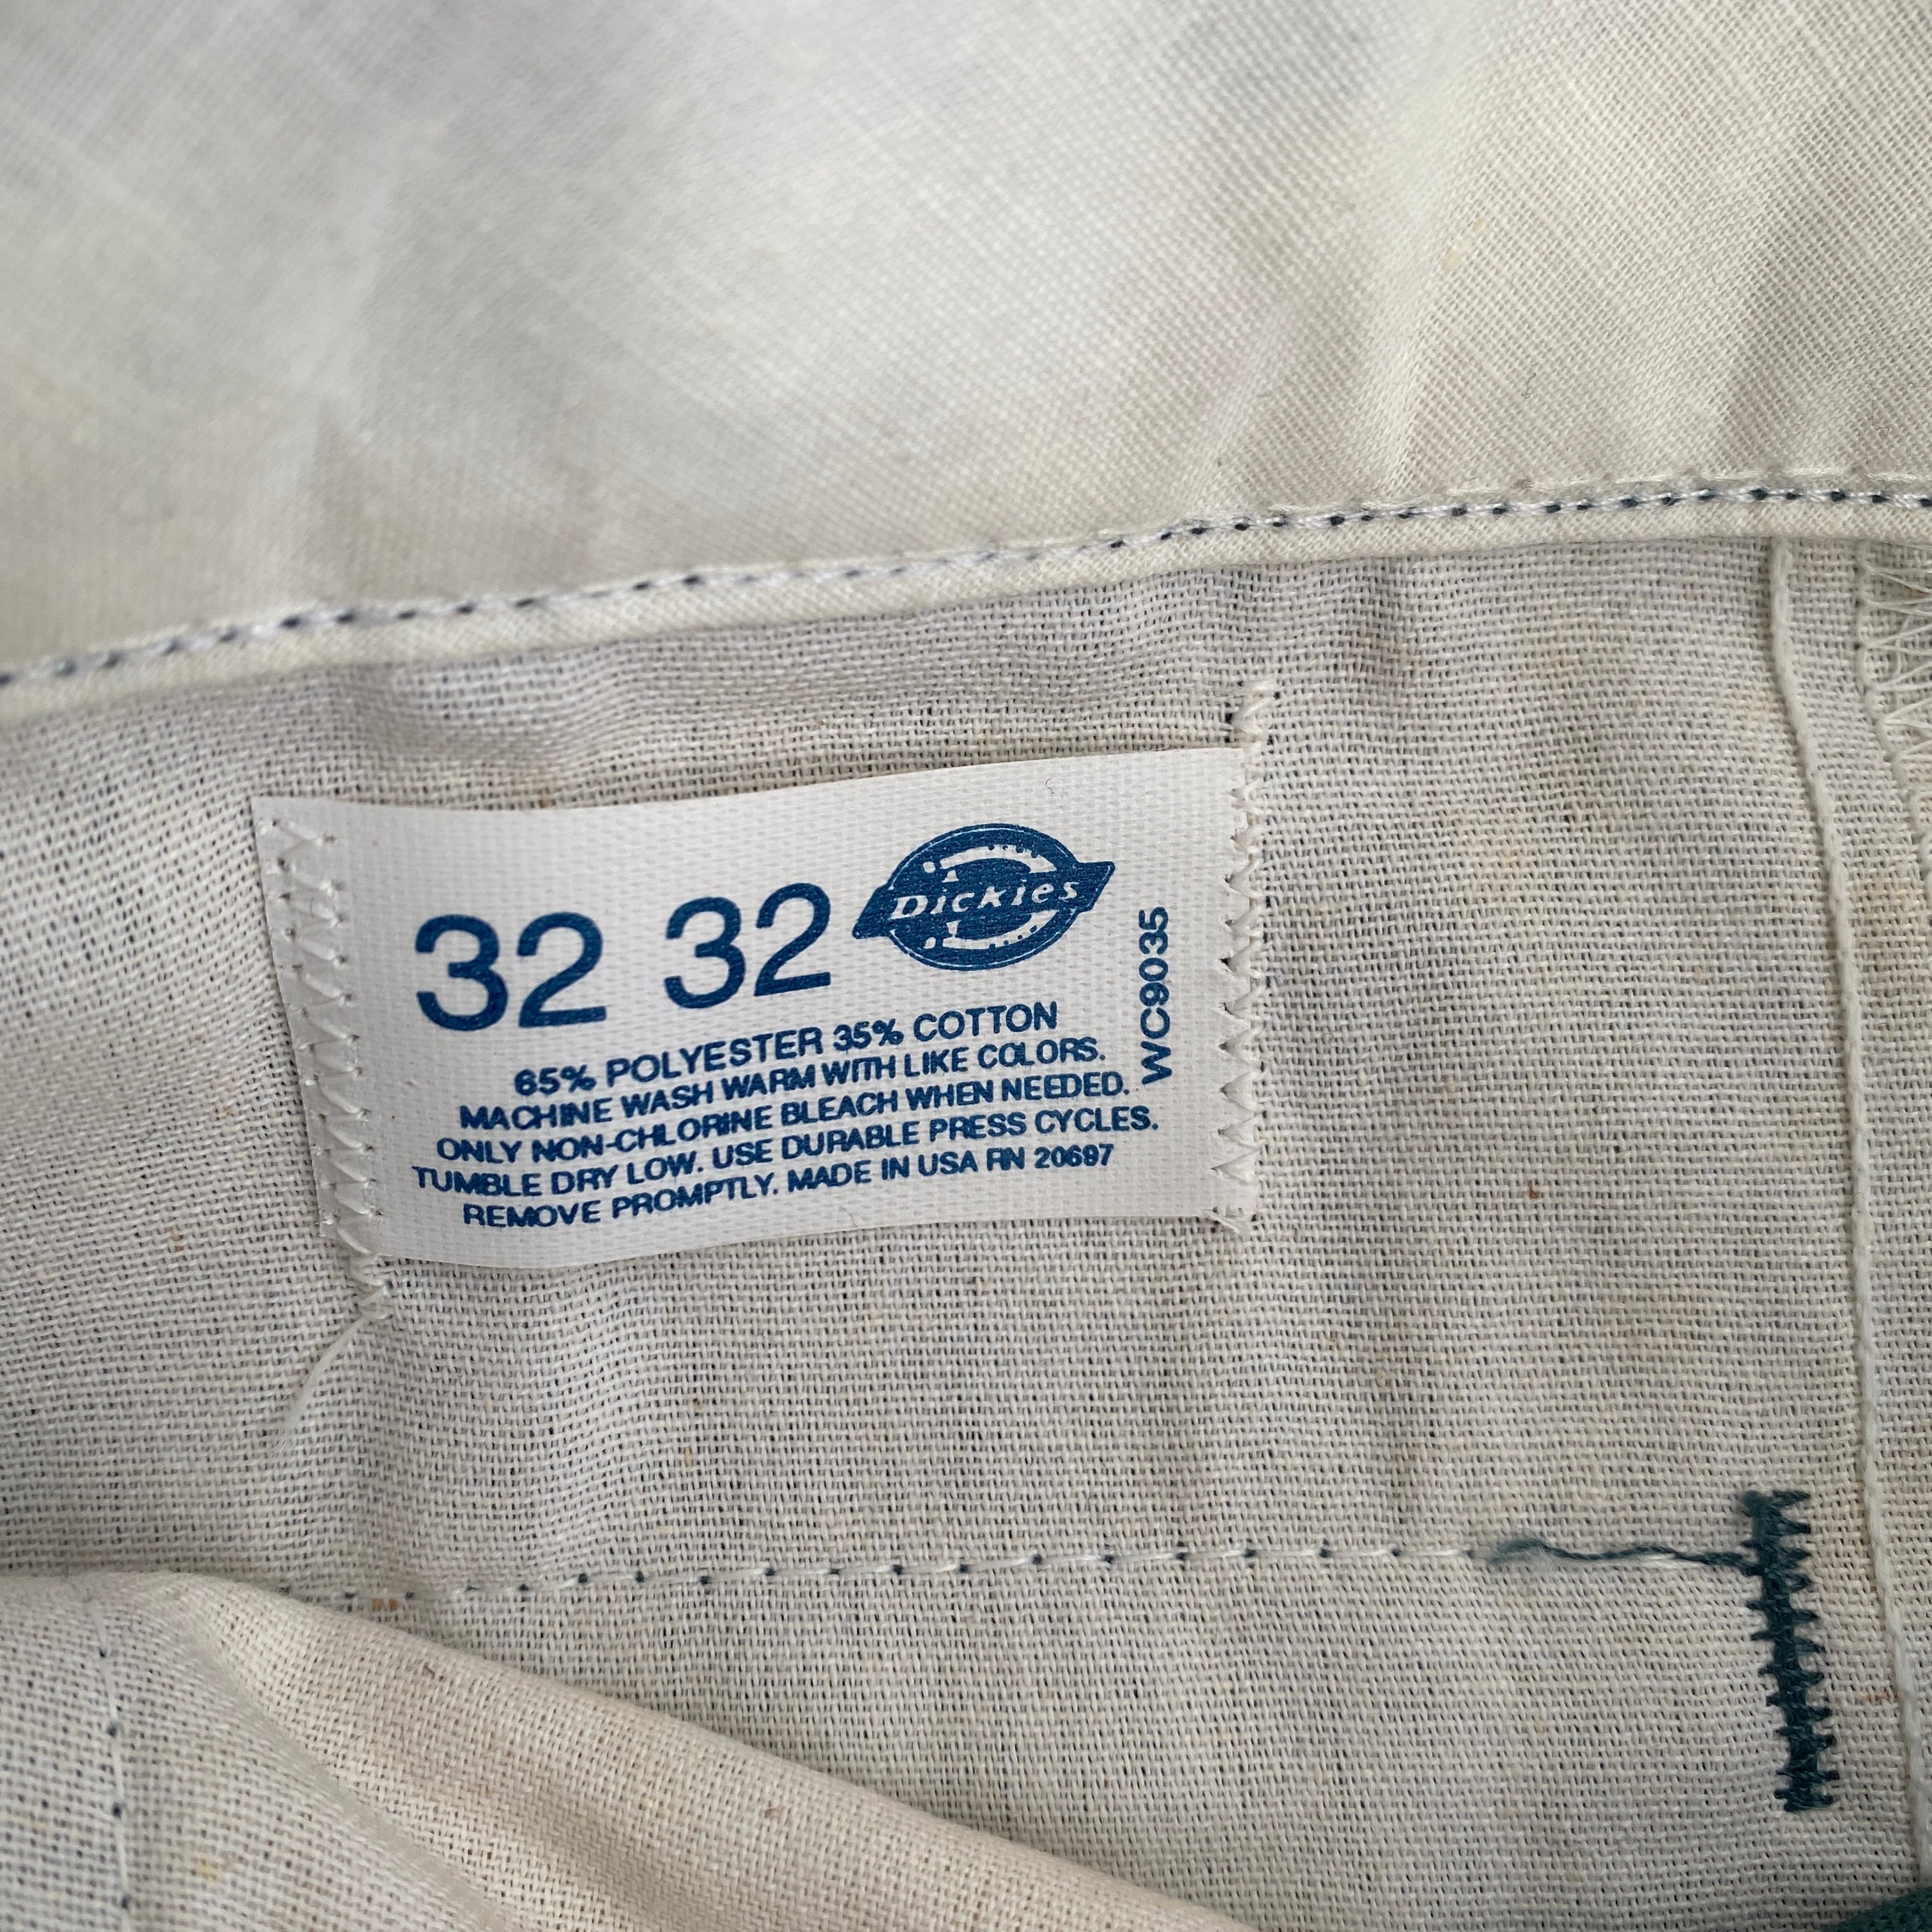 32 32 Dickies
65% POLYESTER 35% COTTON
MACHINE WASH WARM WITH LIKE COLORS.
ONLY NON-CHLORINE BLEACH WHEN NEEDED.
TUMBLE DRY LOW. USE DURABLE PRESS CYCLES.
REMOVE PROMPTLY. MADE IN USA RN 20697
WC9035